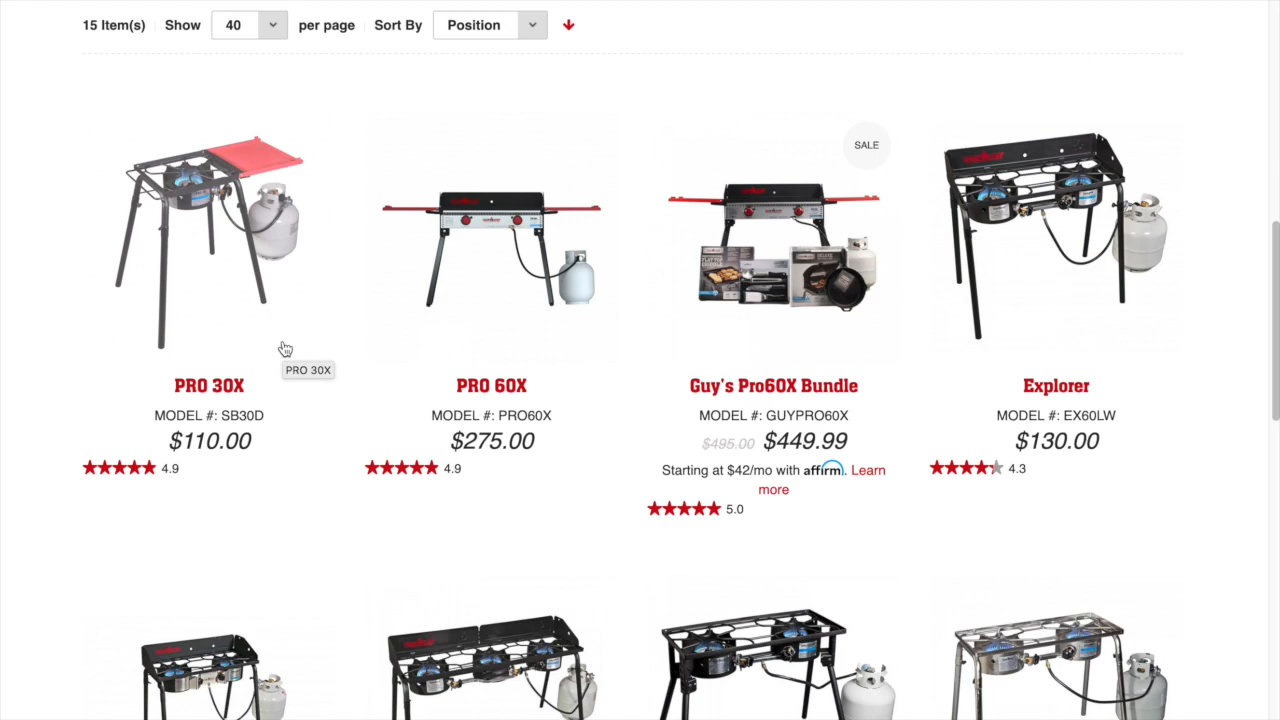 15 Item(s) Show 40 per page Sort By Position
SALE
PRO 30X
PRO 30X
MODEL #: SB30D
$110.00
4.9
PRO 60X
MODEL #: PRO60X
$275.00
4.9
Guy's Pro60X Bundle
MODEL #: GUYPRO60X
$495.00 $449.99
Starting at $42/mo with affirm. Learn
more
5.0
Explorer
MODEL #: EX60LW
$130.00
4.3